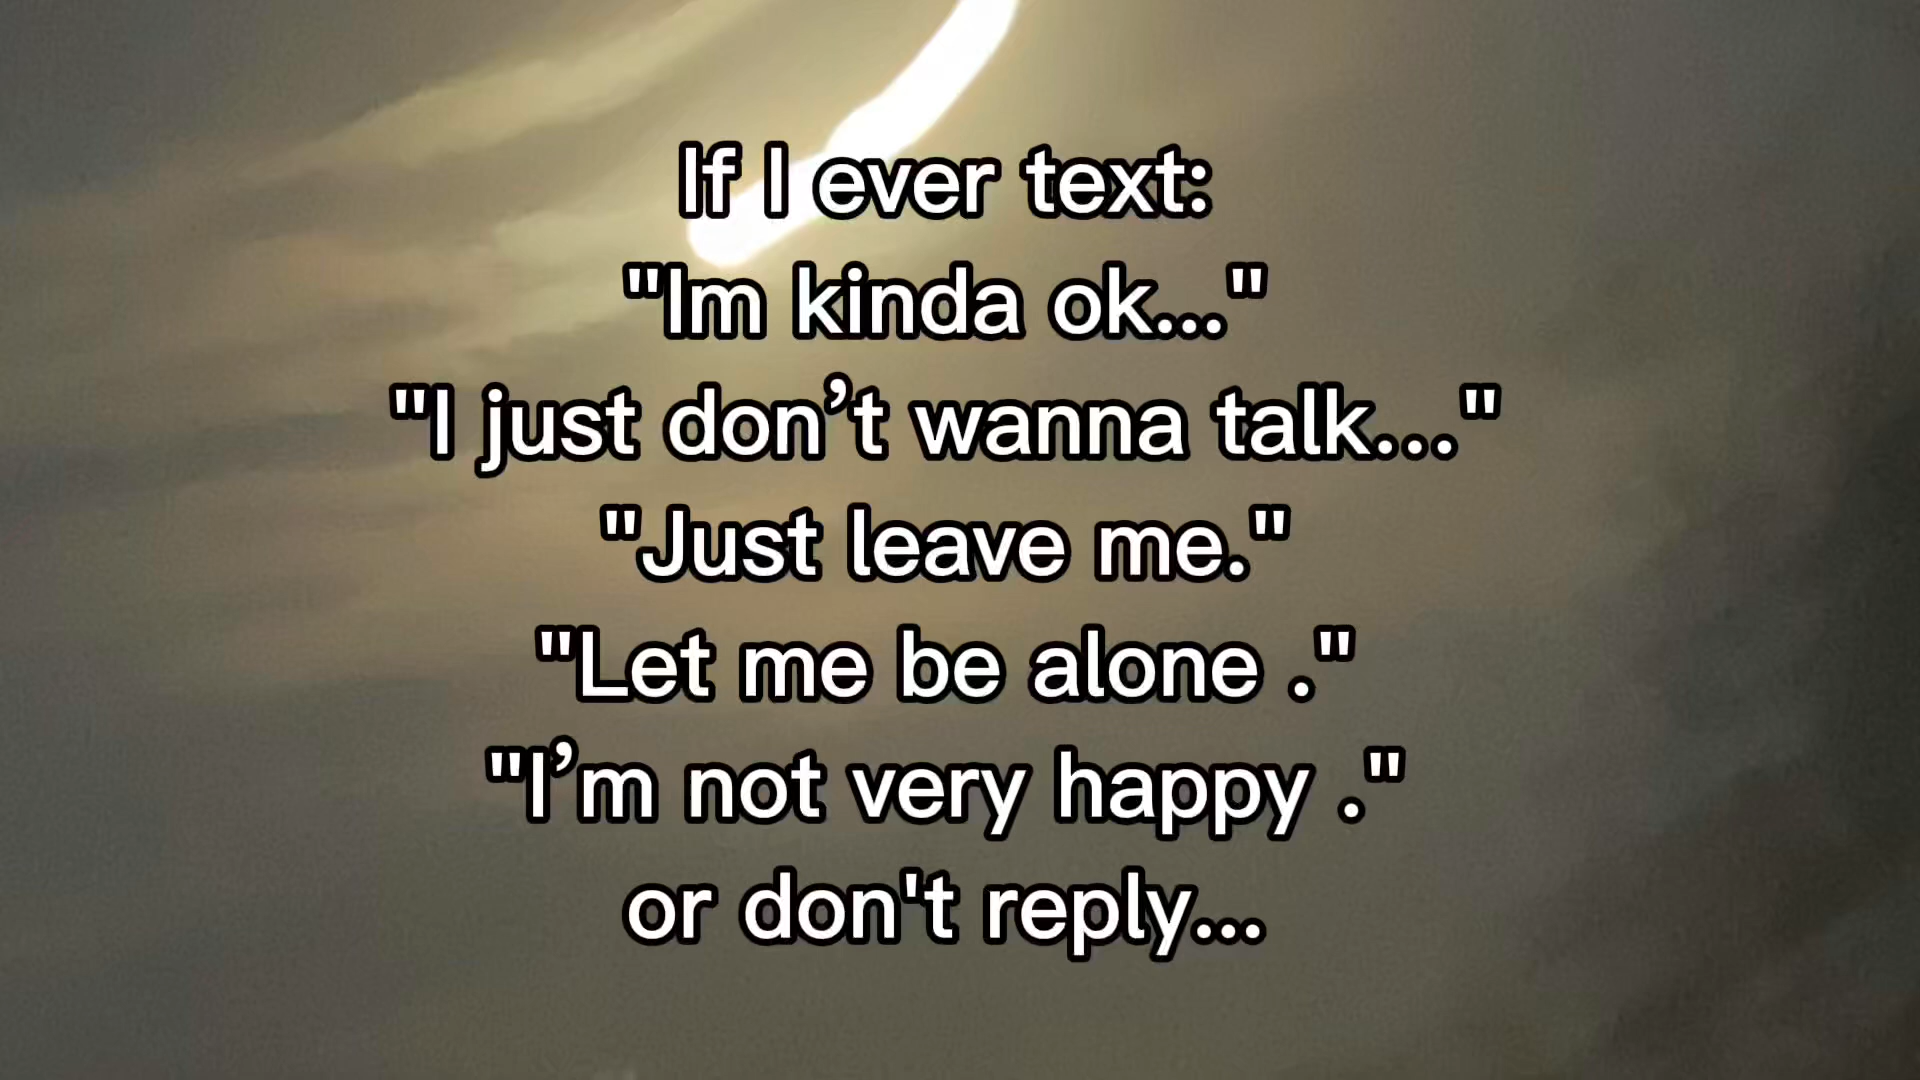 If I ever text:
"Im kinda ok..."
"I just don’t wanna talk..."
"Just leave me."
"Let me be alone ."
"I’m not very happy ."
or don't reply...